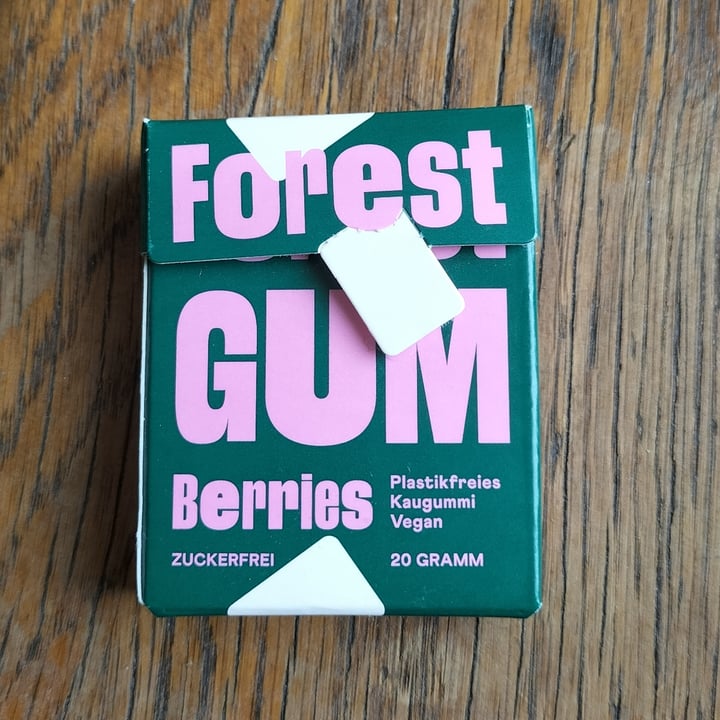 Forest
GUM
Berries
Plastikfreies
Kaugummi
Vegan
ZUCKERFREI
20 GRAMM